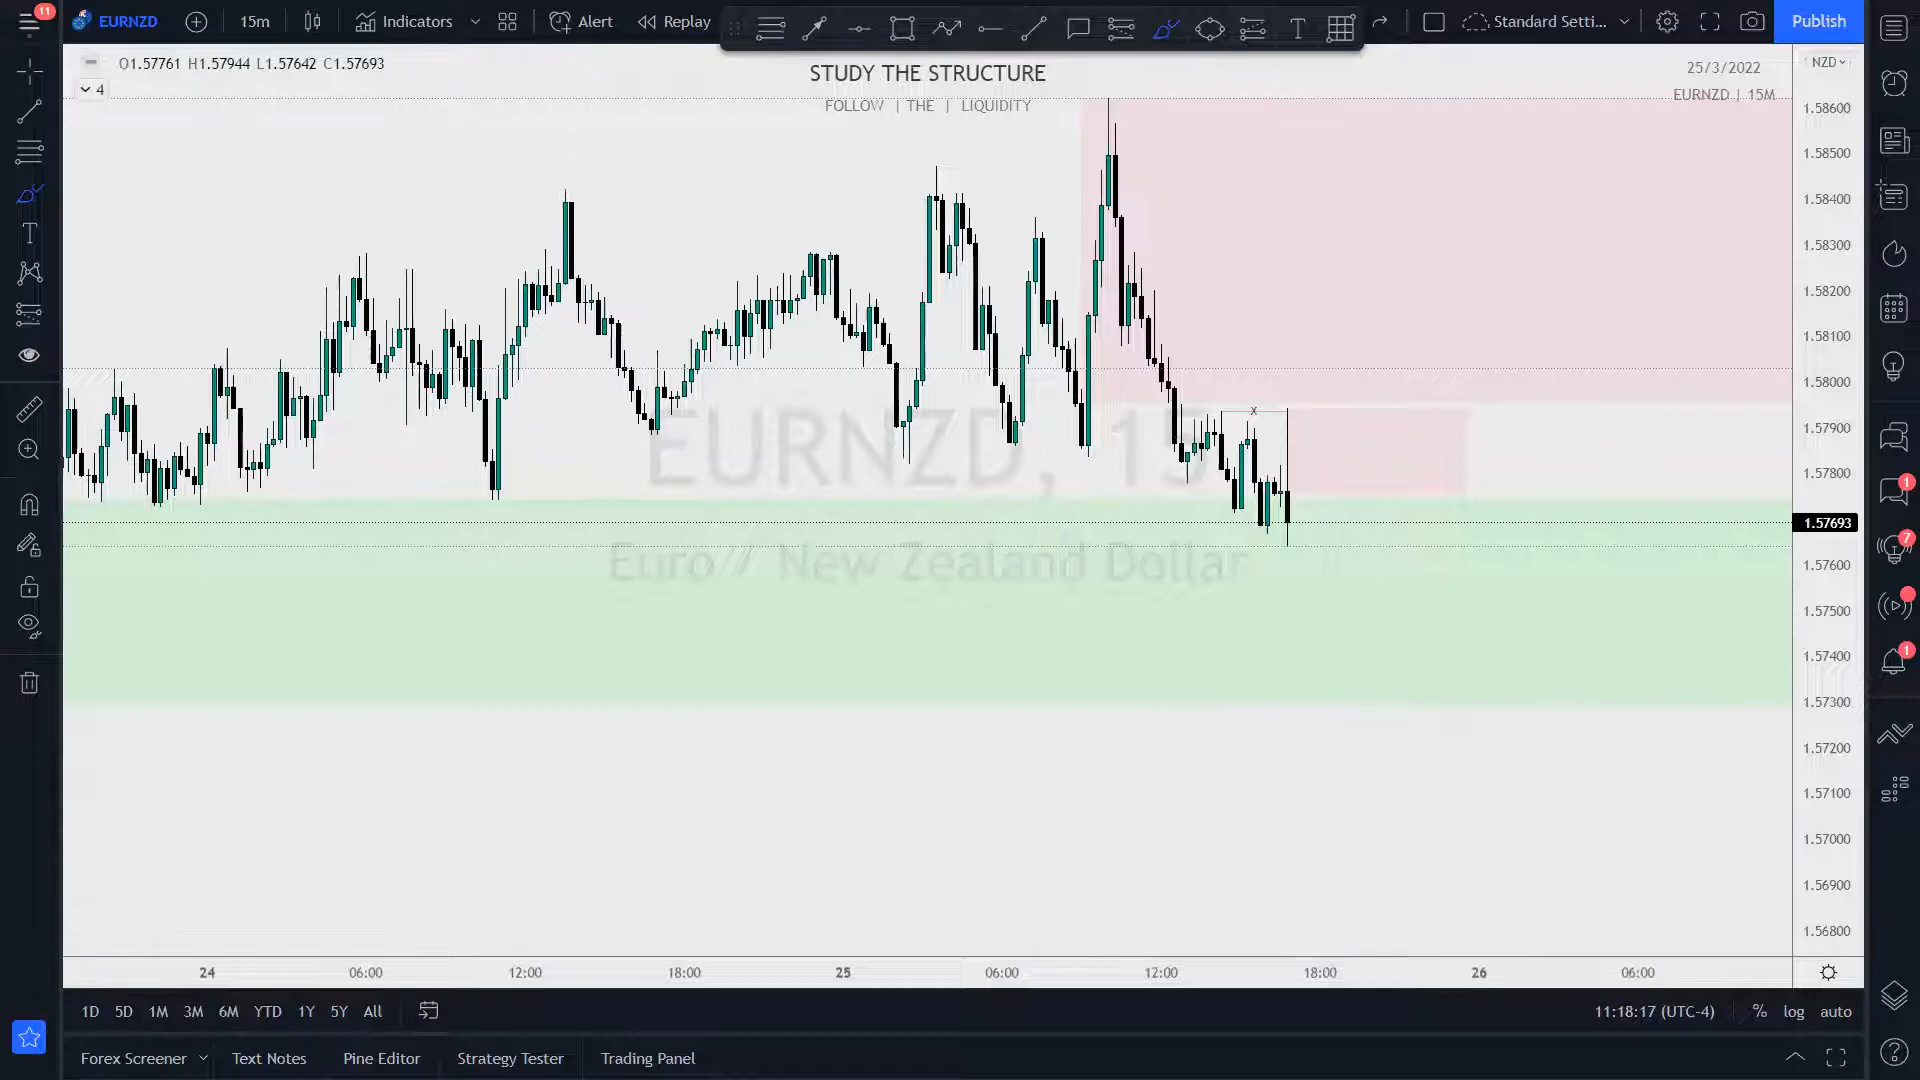 11
EURNZD
15m
Indicators
Alert
Replay
Standard Setti...
Publish
O1.57761 H1.57944 L1.57642 C1.57693
4
STUDY THE STRUCTURE
FOLLOW | THE | LIQUIDITY
25/3/2022
EURNZD | 15M
NZD
1.58600
1.58500
1.58400
1.58300
1.58200
1.58100
1.58000
1.57900
1.57800
1.57693
1.57600
1.57500
1.57400
1.57300
1.57200
1.57100
1.57000
1.56900
1.56800
X
EURNZD, 15
Euro // New Zealand Dollar
24 06:00 12:00 18:00 25 06:00 12:00 18:00 26 06:00
1D 5D 1M 3M 6M YTD 1Y 5Y All
11:18:17 (UTC-4) % log auto
Forex Screener Text Notes Pine Editor Strategy Tester Trading Panel
1
7
1